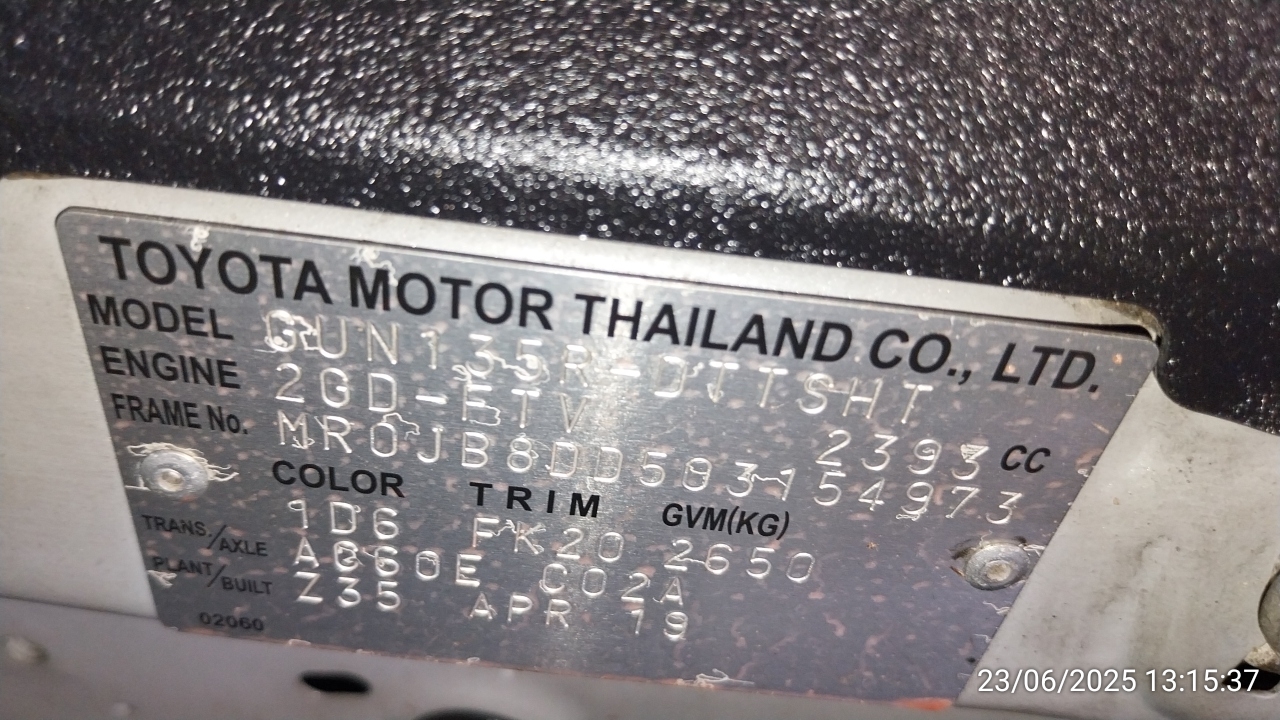 TOYOTA MOTOR THAILAND CO., LTD.
MODEL GUN135R-DTTSHT
ENGINE 2GD-FTV 2393 CC
FRAME No. MR0JB8DD503154973
COLOR TRIM GVM(KG)
1D6 FK20 2650
TRANS./AXLE AC60E C02A
PLANT/BUILT Z35 APR 19
02060
23/06/2025 13:15:37